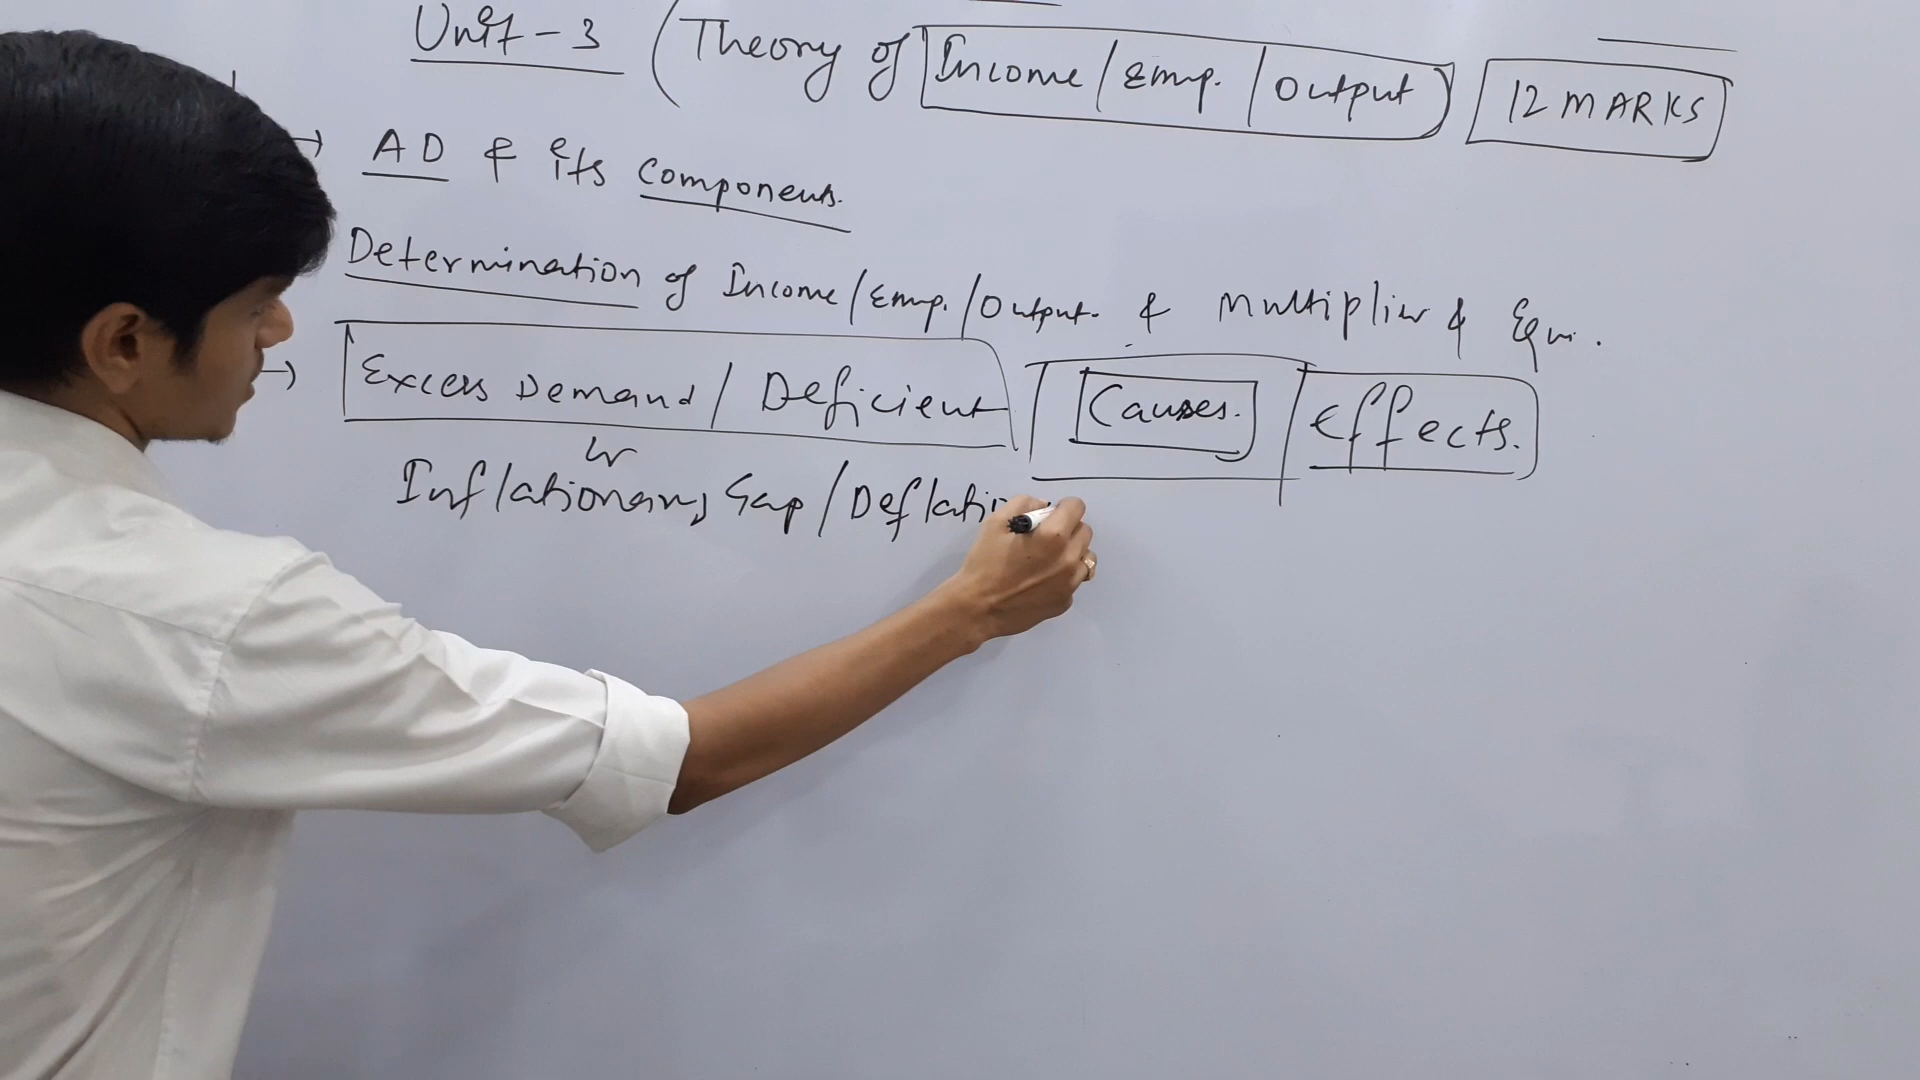 Unit - 3 (Theory of Income / Emp. / Output) 12 MARKS
→ AD & its Components.
Determination of Income / Emp. / Output. & Multiplier & Equi.
→ Excess Demand / Deficient Causes. Effects.
Inflationary Gap / Deflati